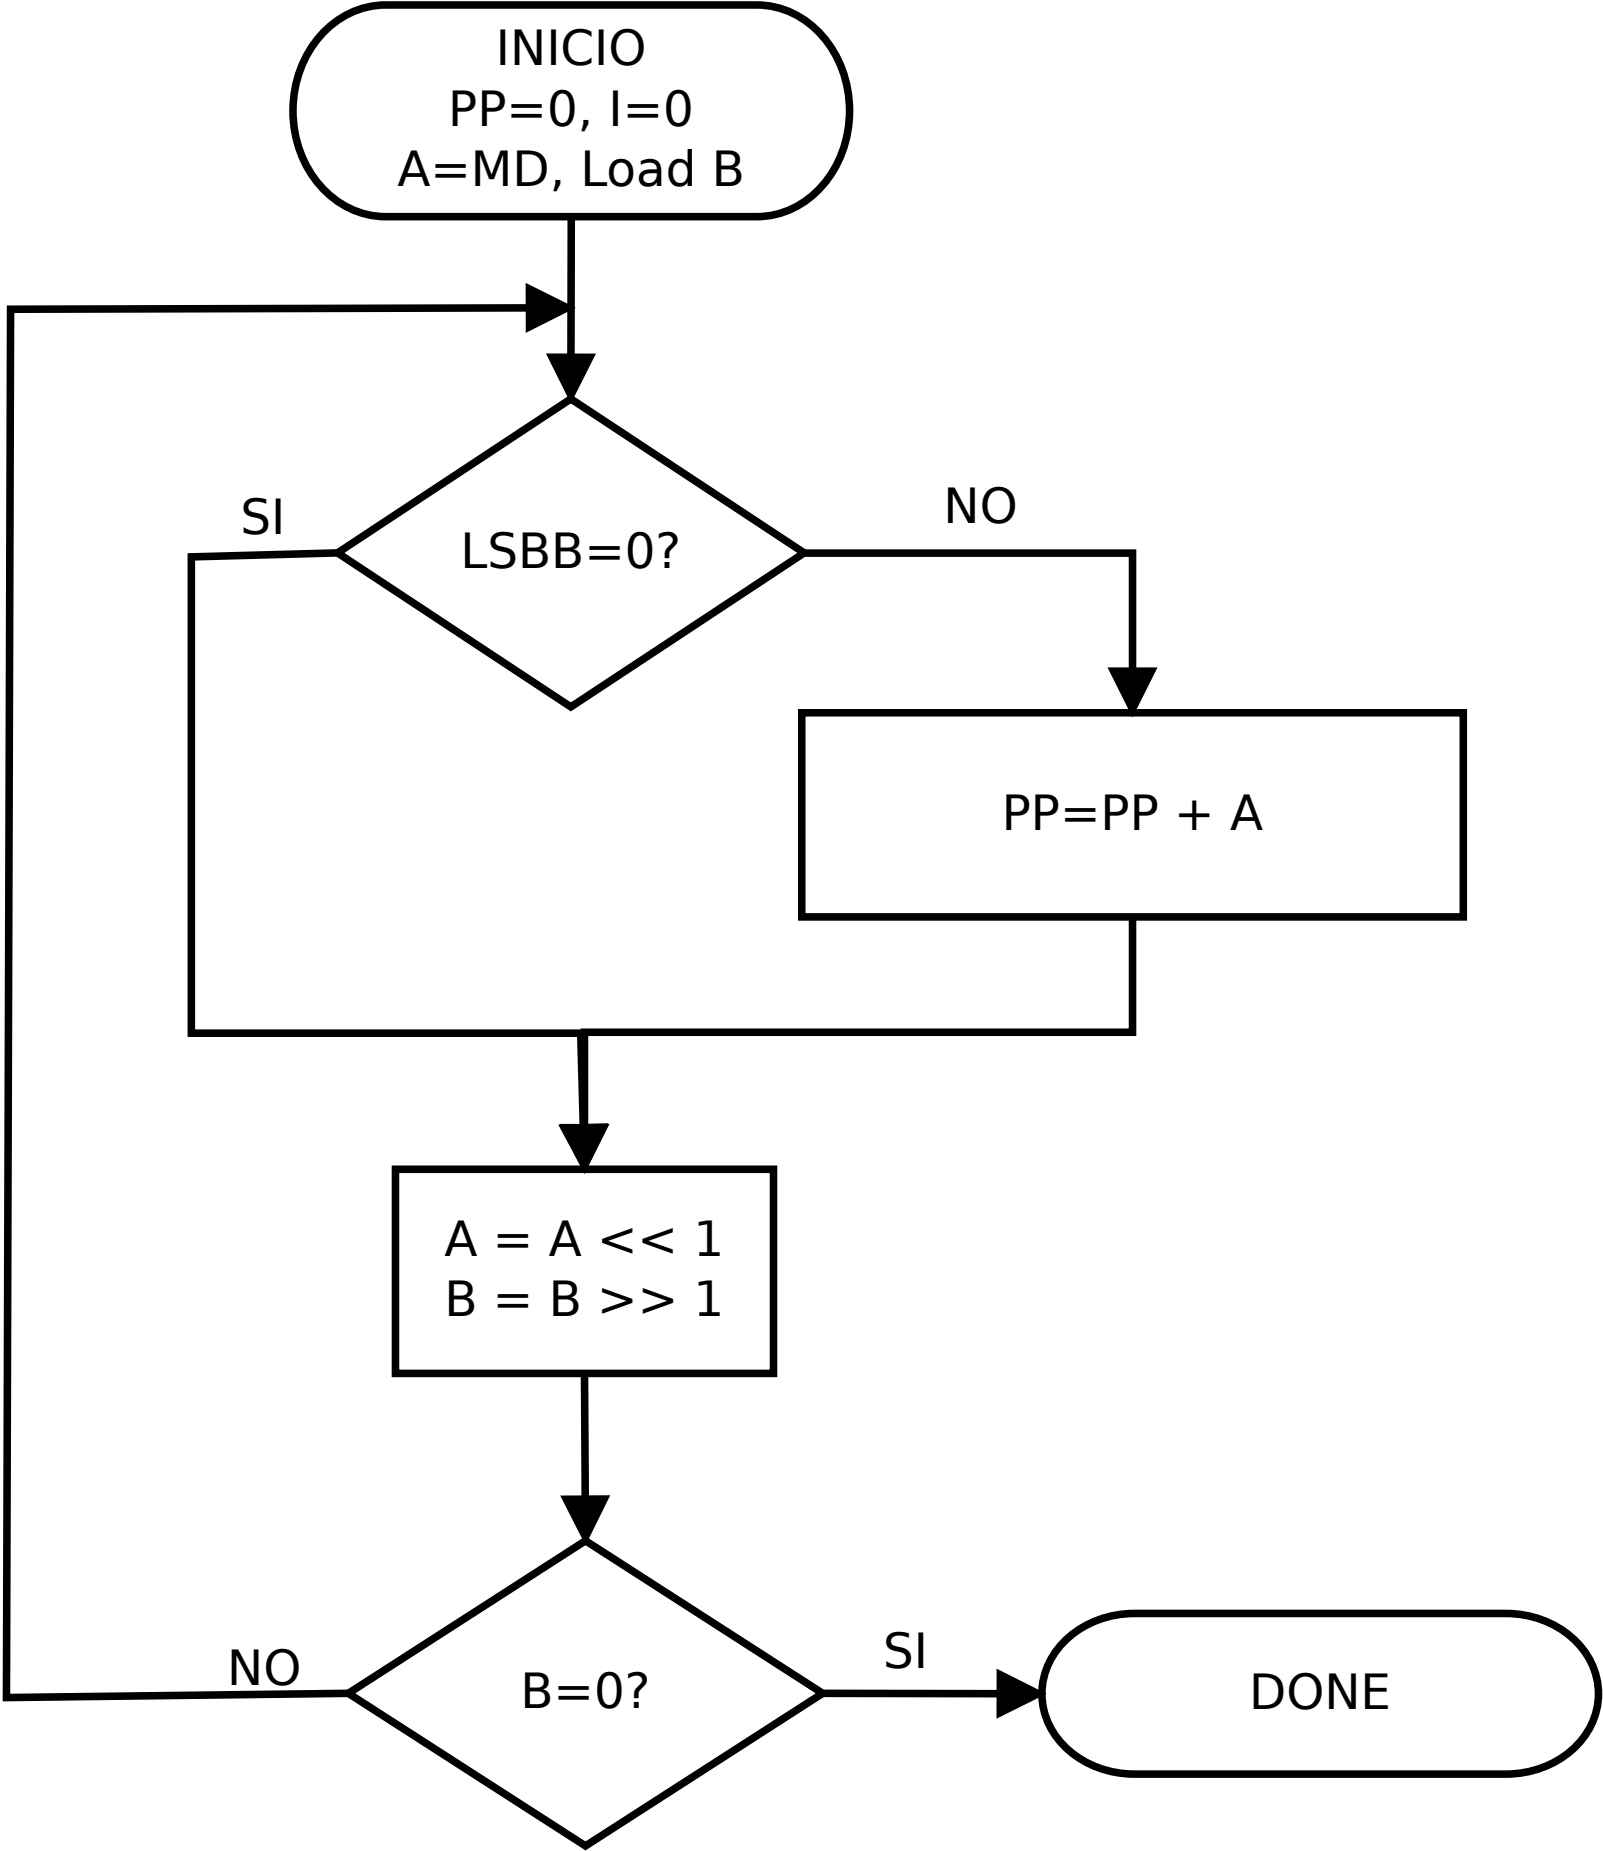 INICIO
PP=0, I=0
A=MD, Load B
SI
NO
LSBB=0?
PP=PP + A
A = A << 1
B = B >> 1
NO
B=0?
SI
DONE